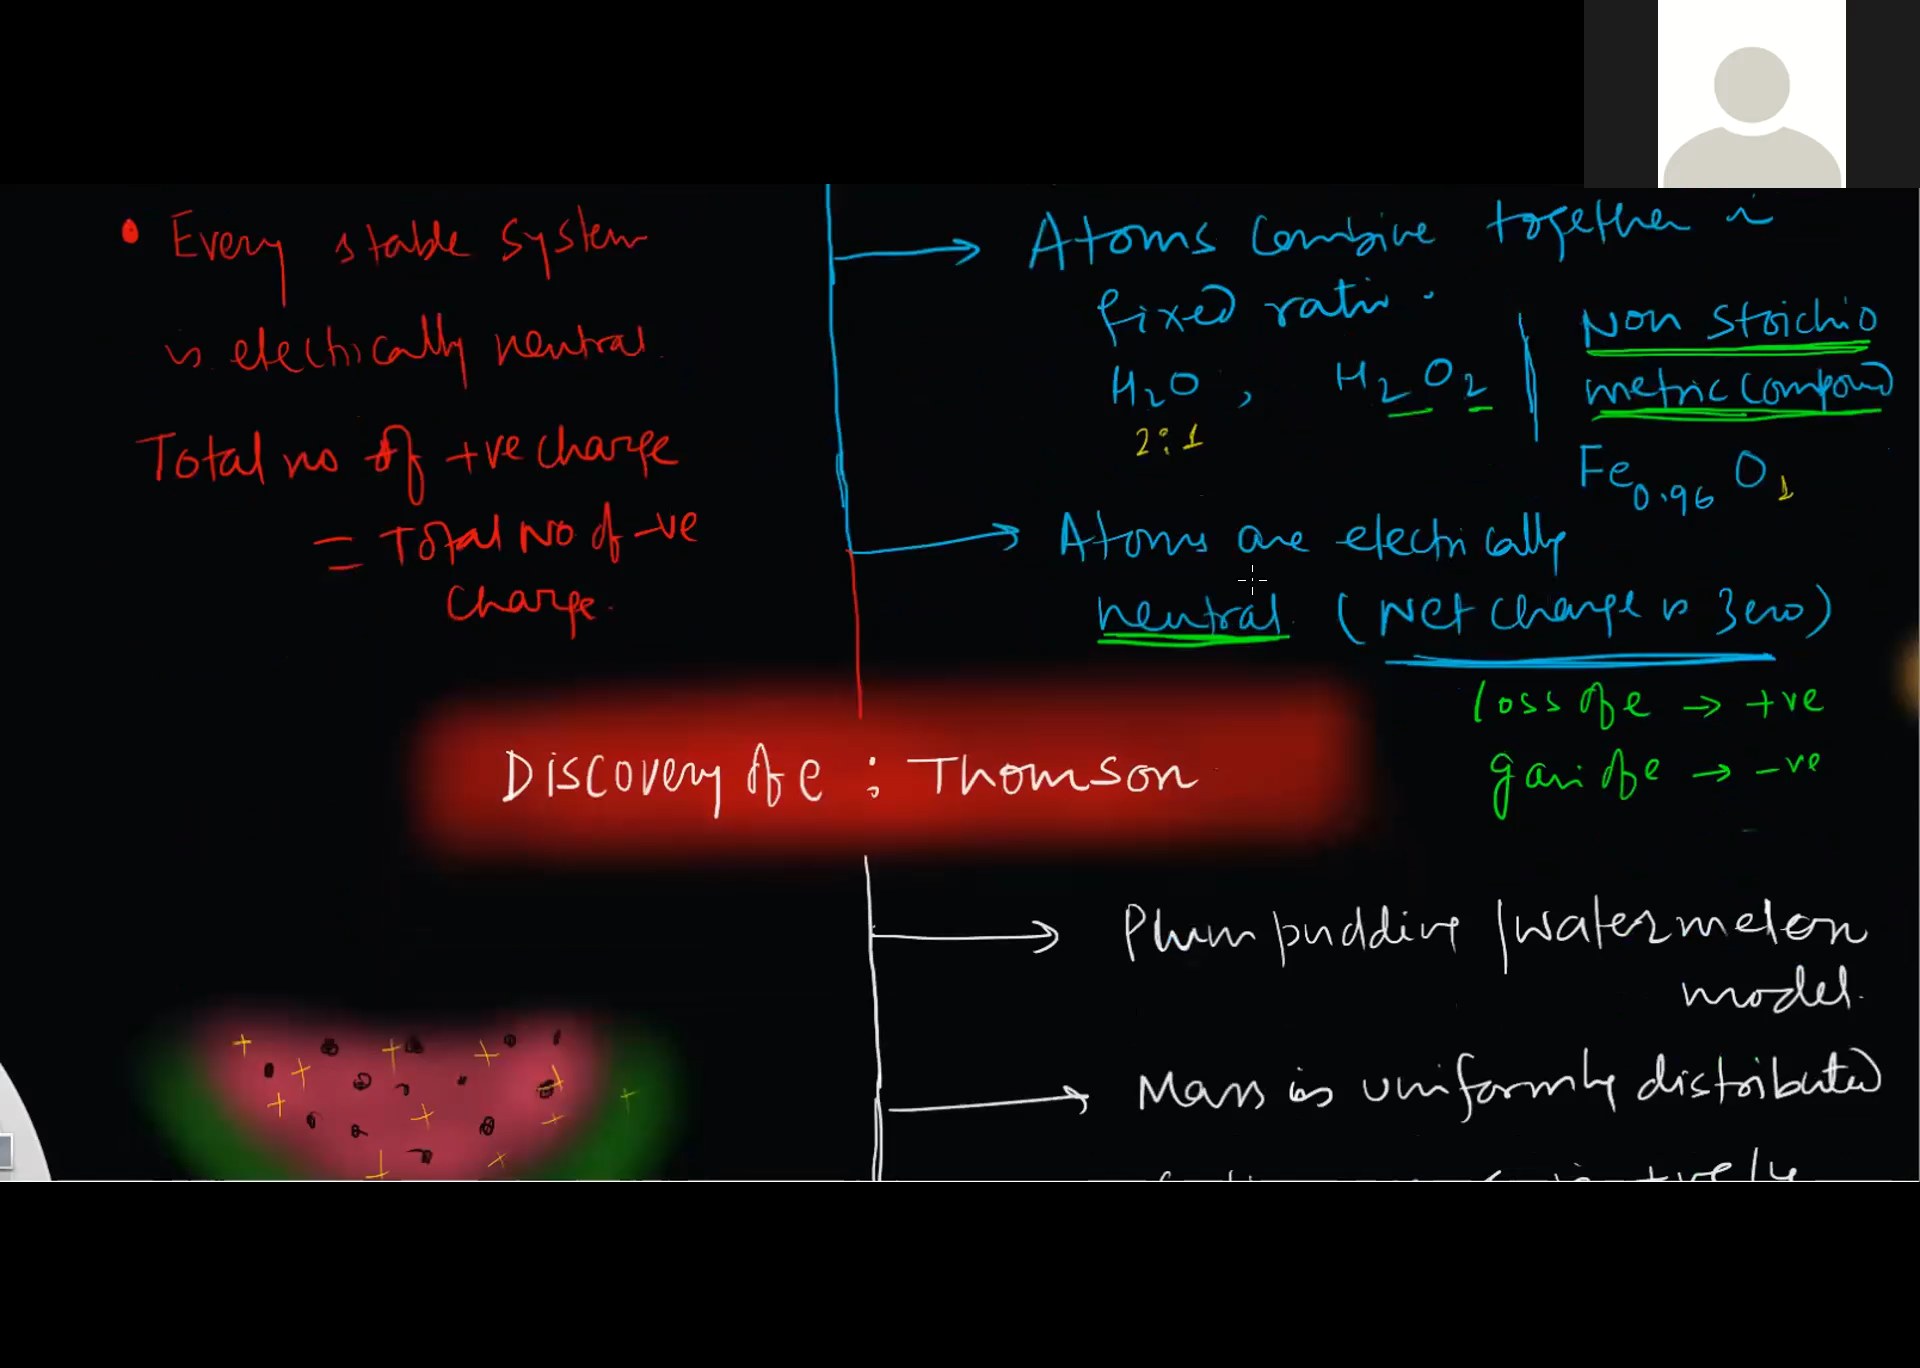 • Every stable system
is electrically neutral.
Total no of +ve charge
= Total No of -ve
charge.
Atoms combine together in
fixed ratio.
H2O , H2O2
2:1
Non Stoichio
metric compound
Fe0.96 O1
Atoms are electrically
neutral (Net charge is zero)
loss of e → +ve
gain of e → -ve
Discovery of e : Thomson
Plum pudding / watermelon
model.
Mass is uniformly distributed